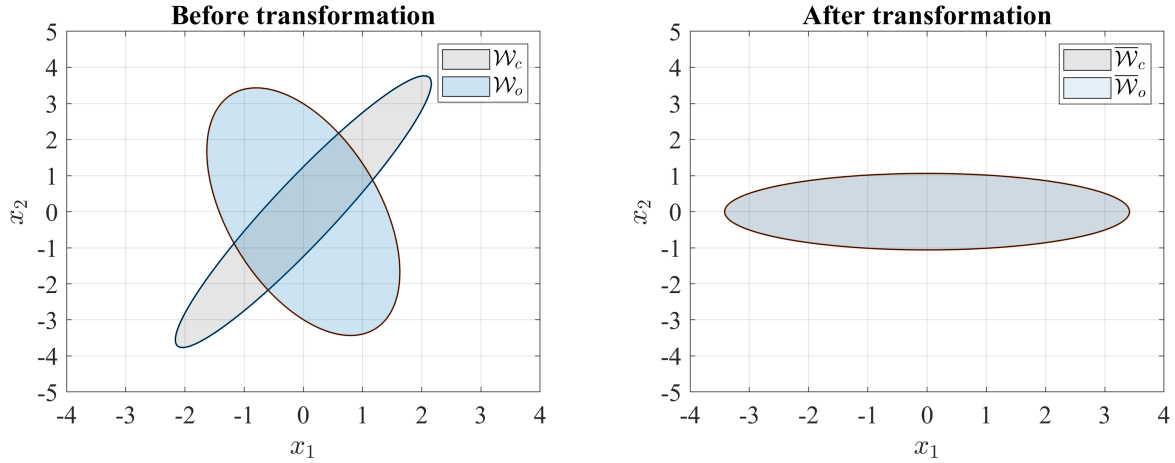 Before transformation
5
4
3
2
1
0
-1
-2
-3
-4
-5
x₂
𝒲c
𝒲o
-4 -3 -2 -1 0 1 2 3 4
x₁
After transformation
5
4
3
2
1
0
-1
-2
-3
-4
-5
x₂
𝒲̅c
𝒲̅o
-4 -3 -2 -1 0 1 2 3 4
x₁